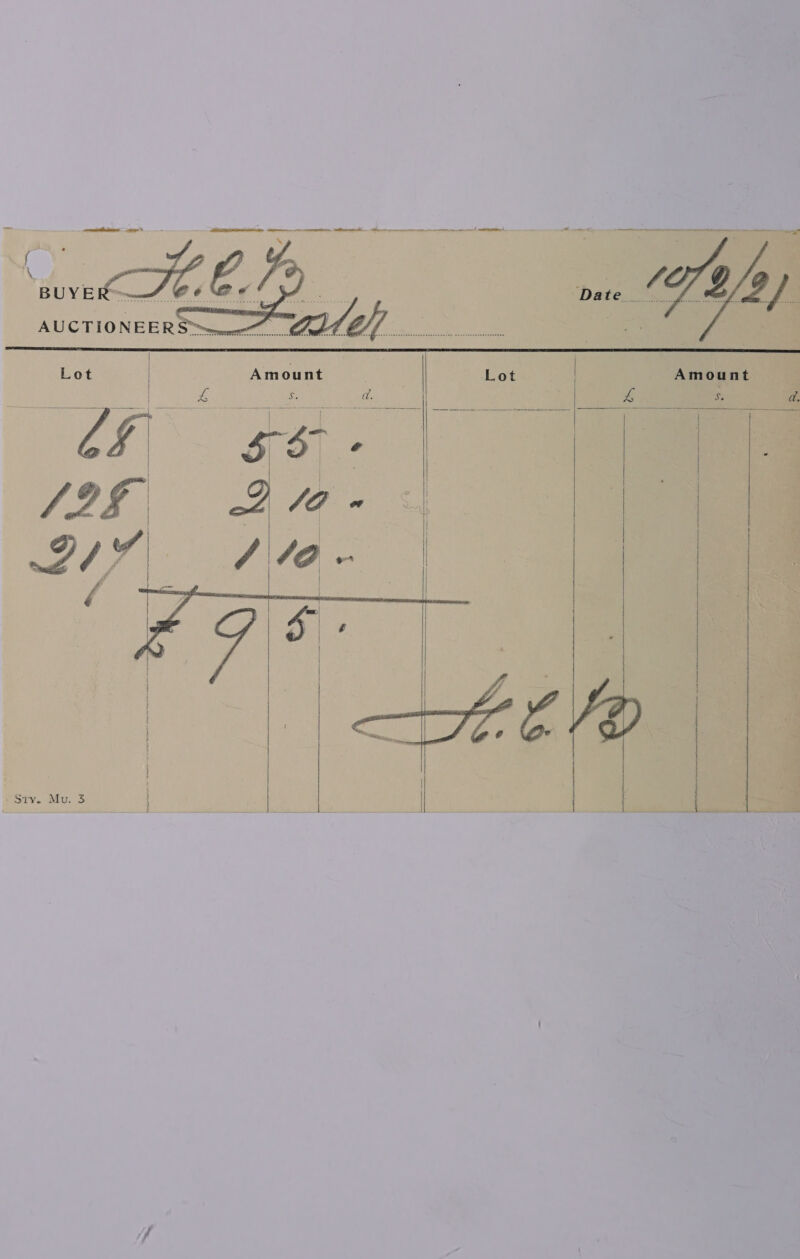 BUYER
Date 10/2/21
AUCTIONEERS
Lot Amount Lot Amount
£ s. d. £ s. d.
68 5 5 -
128 2 10 -
217 1 10 -
£ 9 5 -
Sty. Mu. 3